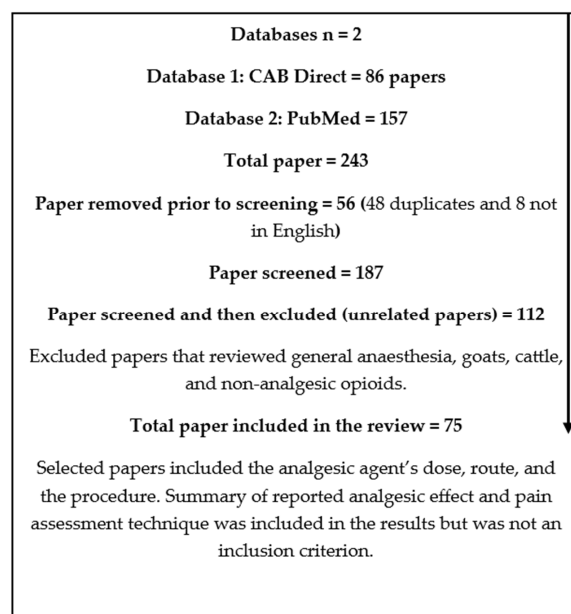 Databases n = 2
Database 1: CAB Direct = 86 papers
Database 2: PubMed = 157
Total paper = 243
Paper removed prior to screening = 56 (48 duplicates and 8 not
in English)
Paper screened = 187
Paper screened and then excluded (unrelated papers) = 112
Excluded papers that reviewed general anaesthesia, goats, cattle,
and non-analgesic opioids.
Total paper included in the review = 75
Selected papers included the analgesic agent's dose, route, and
the procedure. Summary of reported analgesic effect and pain
assessment technique was included in the results but was not an
inclusion criterion.